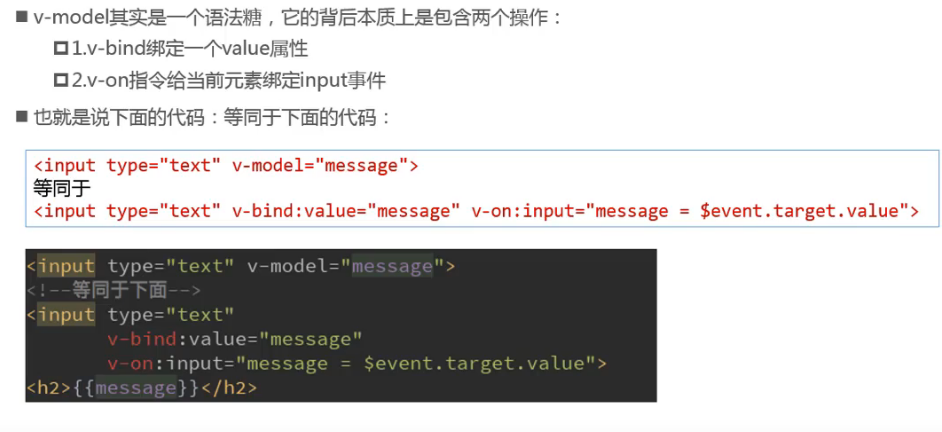 v-model其实是一个语法糖，它的背后本质上是包含两个操作：
1.v-bind绑定一个value属性
2.v-on指令给当前元素绑定input事件
也就是说下面的代码：等同于下面的代码：
<input type="text" v-model="message">
等同于
<input type="text" v-bind:value="message" v-on:input="message = $event.target.value">
<input type="text" v-model="message">
<!--等同于下面-->
<input type="text"
v-bind:value="message"
v-on:input="message = $event.target.value">
<h2>{{message}}</h2>